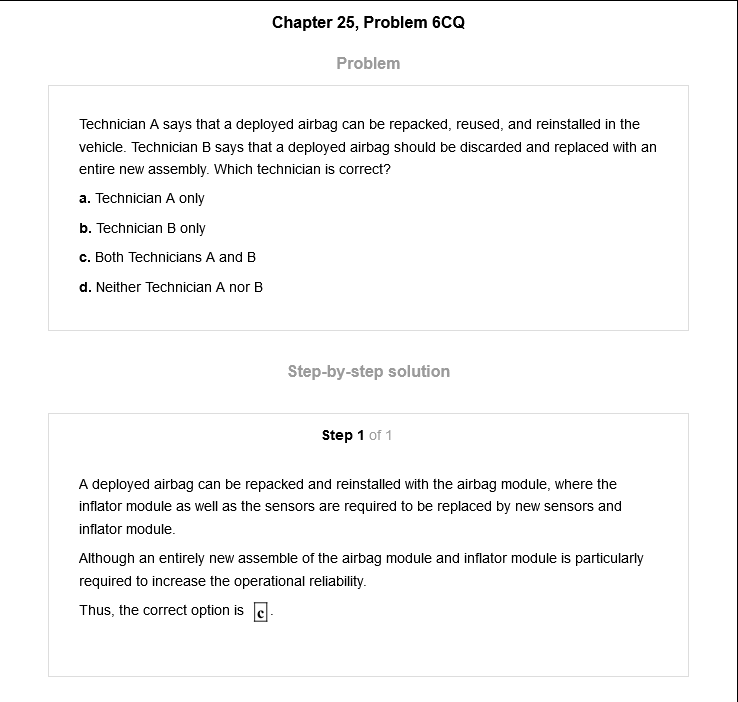 Chapter 25, Problem 6CQ
Problem
Technician A says that a deployed airbag can be repacked, reused, and reinstalled in the
vehicle. Technician B says that a deployed airbag should be discarded and replaced with an
entire new assembly. Which technician is correct?
a. Technician A only
b. Technician B only
c. Both Technicians A and B
d. Neither Technician A nor B
Step-by-step solution
Step 1 of 1
A deployed airbag can be repacked and reinstalled with the airbag module, where the
inflator module as well as the sensors are required to be replaced by new sensors and
inflator module.
Although an entirely new assemble of the airbag module and inflator module is particularly
required to increase the operational reliability.
Thus, the correct option is c.